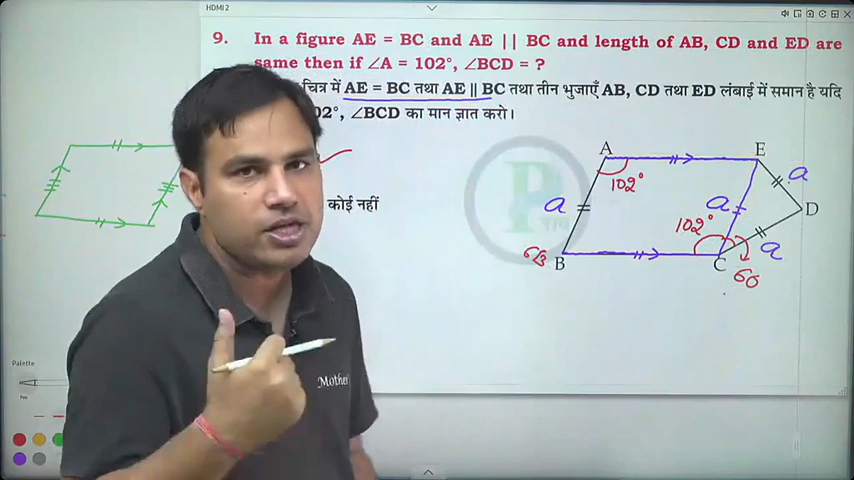 HDMI 2
9. In a figure AE = BC and AE || BC and length of AB, CD and ED are
same then if ∠A = 102°, ∠BCD = ?
चित्र में AE = BC तथा AE || BC तथा तीन भुजाएँ AB, CD तथा ED लंबाई में समान है यदि
02°, ∠BCD का मान ज्ञात करो।
कोई नहीं
A
E
102°
a
a
a
D
102°
a
B
C
60
Mother
Palette
Pen